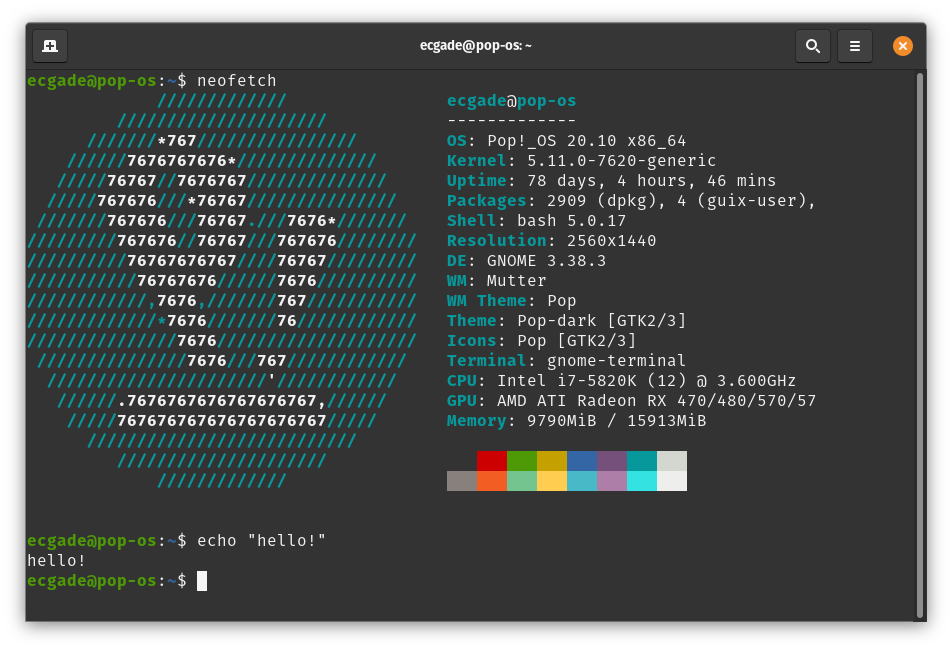 ecgade@pop-os: ~
ecgade@pop-os:~$ neofetch
             /////////////                ecgade@pop-os
         /////////////////////            -------------
      ///////*767////////////////         OS: Pop!_OS 20.10 x86_64
    //////7676767676*//////////////       Kernel: 5.11.0-7620-generic
   /////76767//7676767//////////////      Uptime: 78 days, 4 hours, 46 mins
  /////767676///*76767///////////////     Packages: 2909 (dpkg), 4 (guix-user),
 ///////767676///76767.///7676*///////    Shell: bash 5.0.17
/////////767676//76767///767676////////   Resolution: 2560x1440
//////////76767676767////76767/////////   DE: GNOME 3.38.3
///////////76767676//////7676//////////   WM: Mutter
////////////,7676,///////767///////////   WM Theme: Pop
/////////////*7676///////76////////////   Theme: Pop-dark [GTK2/3]
///////////////7676////////////////////   Icons: Pop [GTK2/3]
 ///////////////7676///767////////////    Terminal: gnome-terminal
  //////////////////////'////////////     CPU: Intel i7-5820K (12) @ 3.600GHz
   //////.7676767676767676767,//////      GPU: AMD ATI Radeon RX 470/480/570/57
    /////767676767676767676767/////       Memory: 9790MiB / 15913MiB
      ///////////////////////////
         /////////////////////
             /////////////
ecgade@pop-os:~$ echo "hello!"
hello!
ecgade@pop-os:~$